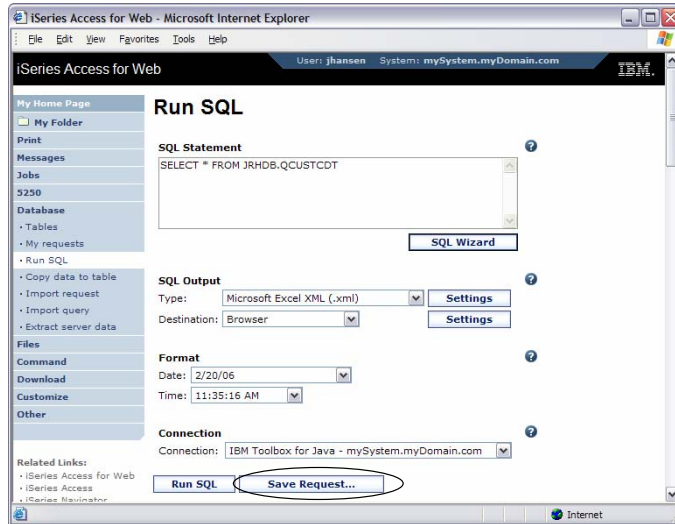 iSeries Access for Web - Microsoft Internet Explorer
File Edit View Favorites Tools Help
iSeries Access for Web
User: jhansen System: mySystem.myDomain.com
IBM.
My Home Page
My Folder
Print
Messages
Jobs
5250
Database
• Tables
• My requests
• Run SQL
• Copy data to table
• Import request
• Import query
• Extract server data
Files
Command
Download
Customize
Other
Related Links:
• iSeries Access for Web
• iSeries Access
• iSeries Navigator
Run SQL
SQL Statement
?
SELECT * FROM JRHDB.QCUSTCDT
SQL Wizard
SQL Output
?
Type: Microsoft Excel XML (.xml) Settings
Destination: Browser Settings
Format
?
Date: 2/20/06
Time: 11:35:16 AM
Connection
?
Connection: IBM Toolbox for Java - mySystem.myDomain.com
Run SQL Save Request...
Internet